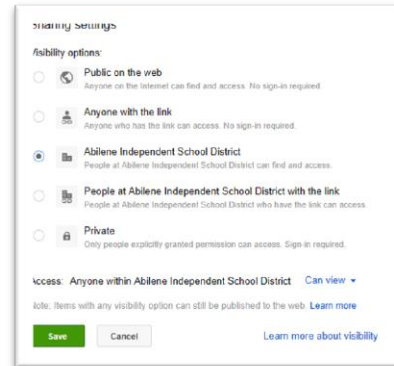 Sharing settings
Visibility options:
Public on the web
Anyone on the Internet can find and access. No sign-in required.
Anyone with the link
Anyone who has the link can access. No sign-in required.
Abilene Independent School District
People at Abilene Independent School District can find and access.
People at Abilene Independent School District with the link
People at Abilene Independent School District who have the link can access.
Private
Only people explicitly granted permission can access. Sign-in required.
Access: Anyone within Abilene Independent School District Can view
Note: Items with any visibility option can still be published to the web. Learn more
Save Cancel Learn more about visibility